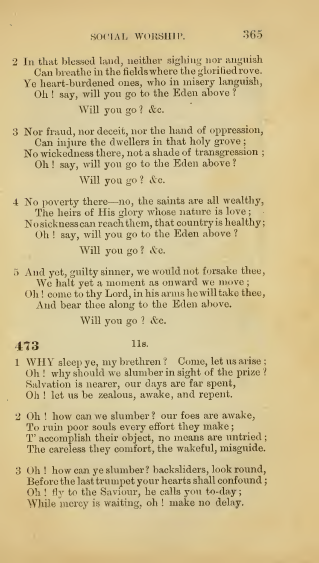 SOCIAL WORSHIP. 365
2 In that blessed land, neither sighing nor anguish
Can breathe in the fields where the glorified rove.
Ye heart-burdened ones, who in misery languish,
Oh ! say, will you go to the Eden above ?
Will you go ? &c.
3 Nor fraud, nor deceit, nor the hand of oppression,
Can injure the dwellers in that holy grove ;
No wickedness there, not a shade of transgression ;
Oh ! say, will you go to the Eden above ?
Will you go ? &c.
4 No poverty there—no, the saints are all wealthy,
The heirs of His glory whose nature is love ;
No sickness can reach them, that country is healthy;
Oh ! say, will you go to the Eden above ?
Will you go ? &c.
5 And yet, guilty sinner, we would not forsake thee,
We halt yet a moment as onward we move ;
Oh ! come to thy Lord, in his arms he will take thee,
And bear thee along to the Eden above.
Will you go ? &c.
473 11s.
1 WHY sleep ye, my brethren ? Come, let us arise ;
Oh ! why should we slumber in sight of the prize ?
Salvation is nearer, our days are far spent,
Oh ! let us be zealous, awake, and repent.
2 Oh ! how can we slumber ? our foes are awake,
To ruin poor souls every effort they make ;
T' accomplish their object, no means are untried ;
The careless they comfort, the wakeful, misguide.
3 Oh ! how can ye slumber ? backsliders, look round,
Before the last trumpet your hearts shall confound ;
Oh ! fly to the Saviour, he calls you to-day ;
While mercy is waiting, oh ! make no delay.